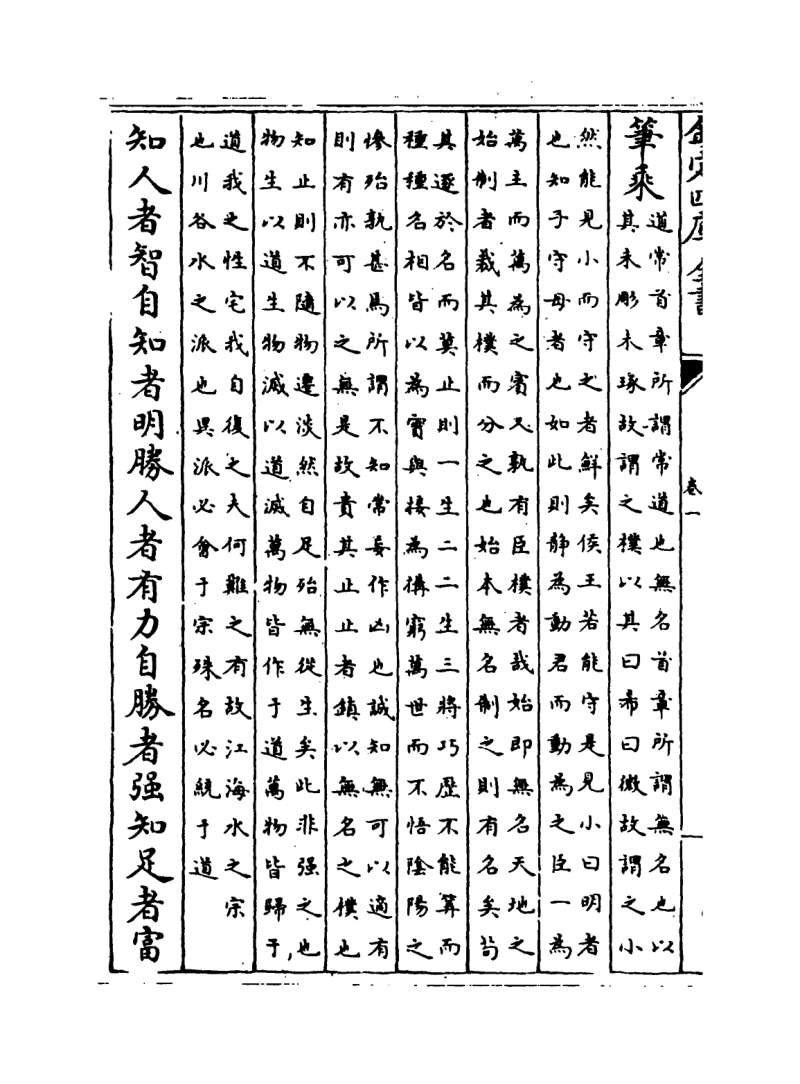 欽定四庫全書
卷一
筆乘
道常首章所謂常道也無名首章所謂無名也以
其未彫未琢故謂之樸以其曰希曰微故謂之小
然能見小而守之者鮮矣侯王若能守是見小曰明者
也知子守母者也如此則靜為動君而動為之臣一為
萬主而萬為之賓又孰有臣樸者哉始即無名天地之
始制者裁其樸而分之也始本無名制之則有名矣苟
其逐於名而莫止則一生二二生三將巧歷不能筭而
種種名相皆以為實與接為構窮萬世而不悟陰陽之
慘殆孰甚焉所謂不知常妄作凶也誠知無可以適有
則有亦可以之無是故貴其止止者鎮以無名之樸也
知止則不隨物遷淡然自足殆無從生矣此非强之也
物生以道生物滅以道滅萬物皆作于道萬物皆歸于
道我之性宅我自復之夫何難之有故江海水之宗
也川谷水之派也異派必會于宗殊名必統于道
知人者智自知者明勝人者有力自勝者强知足者富